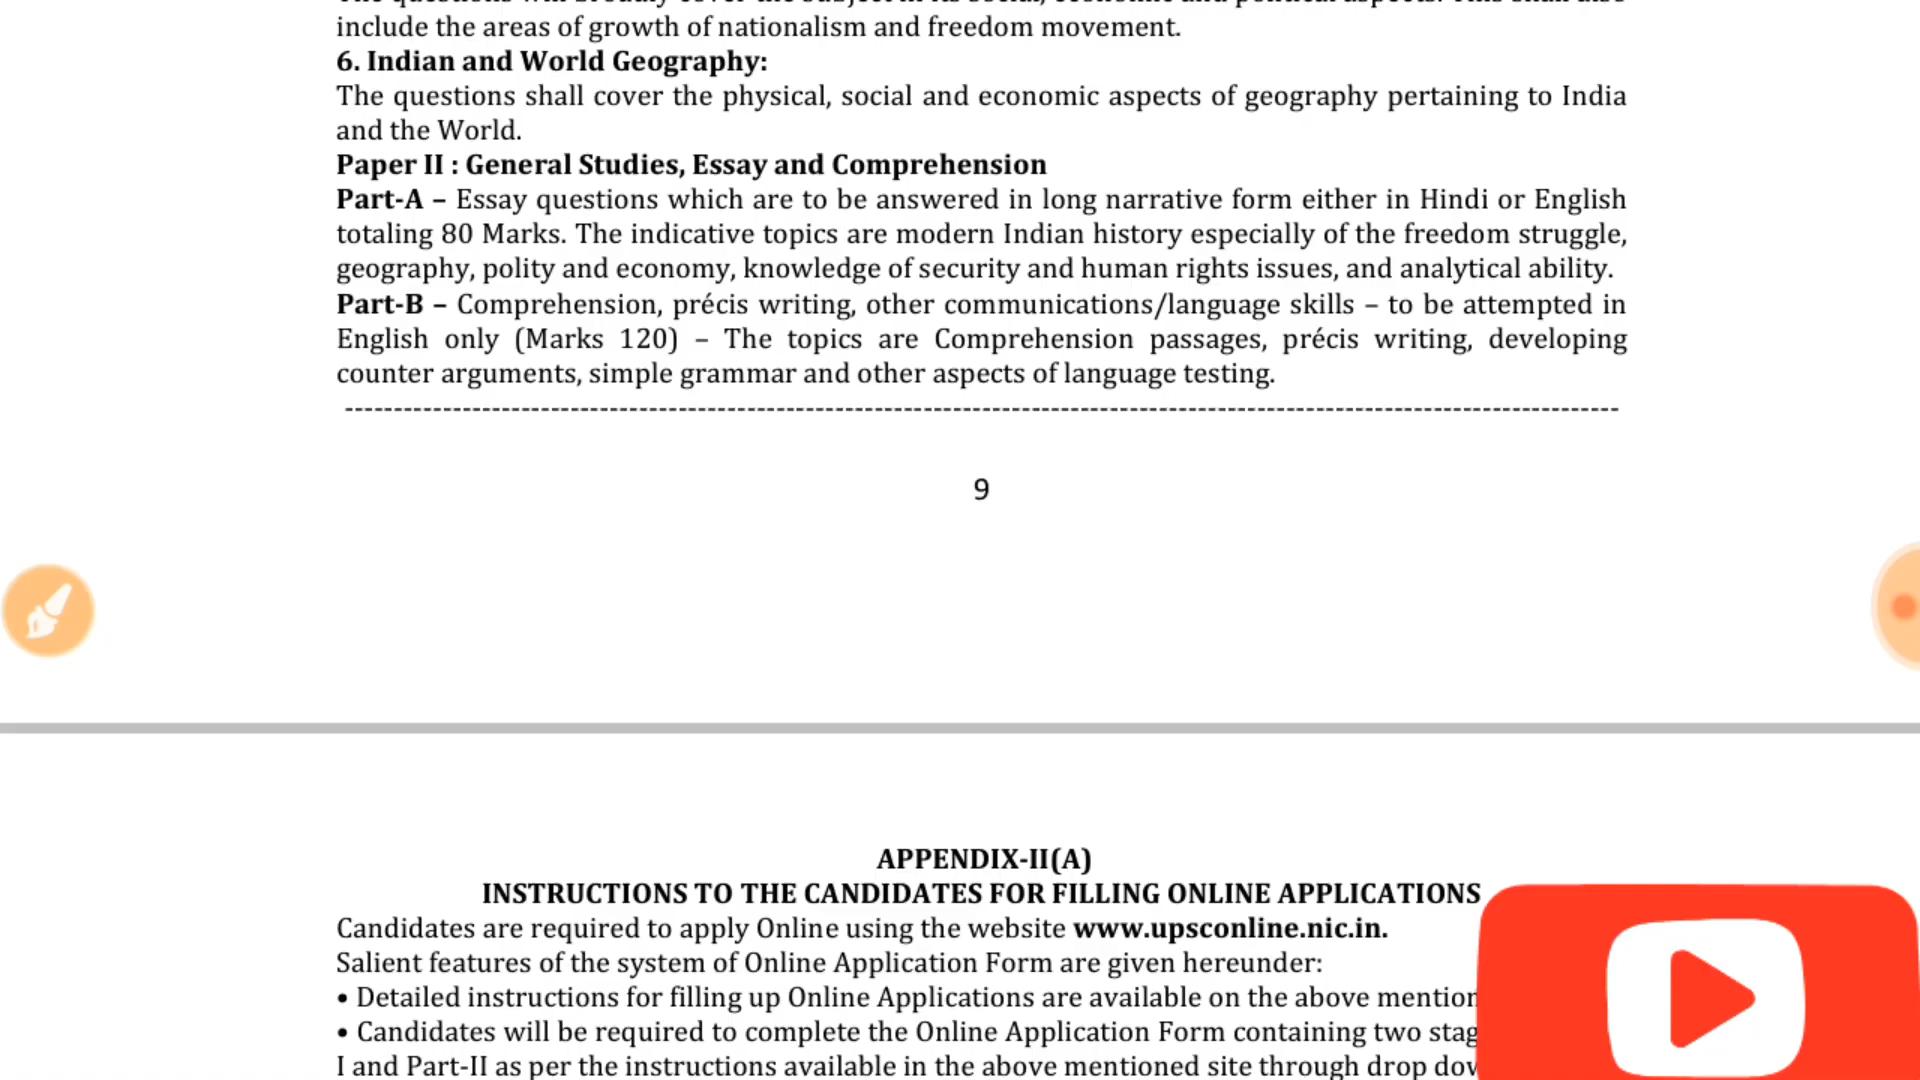 include the areas of growth of nationalism and freedom movement.
6. Indian and World Geography:
The questions shall cover the physical, social and economic aspects of geography pertaining to India
and the World.
Paper II : General Studies, Essay and Comprehension
Part-A – Essay questions which are to be answered in long narrative form either in Hindi or English
totaling 80 Marks. The indicative topics are modern Indian history especially of the freedom struggle,
geography, polity and economy, knowledge of security and human rights issues, and analytical ability.
Part-B – Comprehension, précis writing, other communications/language skills – to be attempted in
English only (Marks 120) – The topics are Comprehension passages, précis writing, developing
counter arguments, simple grammar and other aspects of language testing.
9
APPENDIX-II(A)
INSTRUCTIONS TO THE CANDIDATES FOR FILLING ONLINE APPLICATIONS
Candidates are required to apply Online using the website www.upsconline.nic.in.
Salient features of the system of Online Application Form are given hereunder:
• Detailed instructions for filling up Online Applications are available on the above mention
• Candidates will be required to complete the Online Application Form containing two stag
I and Part-II as per the instructions available in the above mentioned site through drop dov